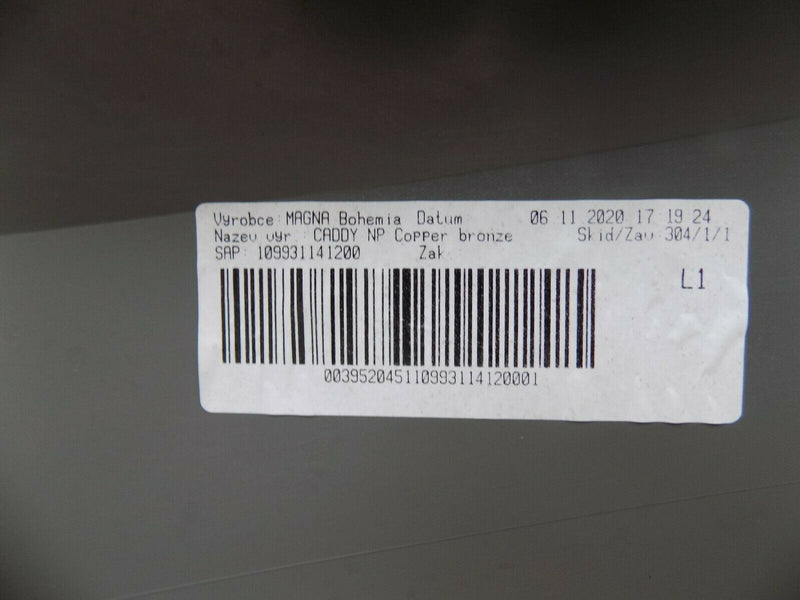 Vyrobce: MAGNA Bohemia Datum 06 11 2020 17 19 24
Nazev vyr : CADDY NP Copper bronze Skid/Zav 304/1/1
SAP: 109931141200 Zak
L1
003952045110993114120001